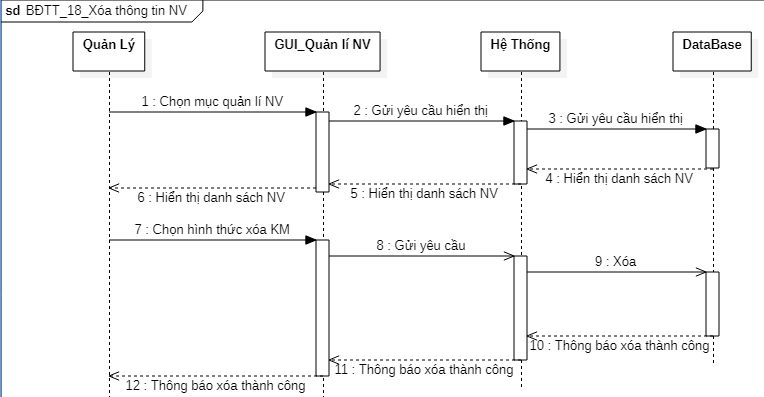 sd BĐTT_18_Xóa thông tin NV
Quản Lý
GUI_Quản lí NV
Hệ Thống
DataBase
1 : Chọn mục quản lí NV
2 : Gửi yêu cầu hiển thị
3 : Gửi yêu cầu hiển thị
4 : Hiển thị danh sách NV
5 : Hiển thị danh sách NV
6 : Hiển thị danh sách NV
7 : Chọn hình thức xóa KM
8 : Gửi yêu cầu
9 : Xóa
10 : Thông báo xóa thành công
11 : Thông báo xóa thành công
12 : Thông báo xóa thành công